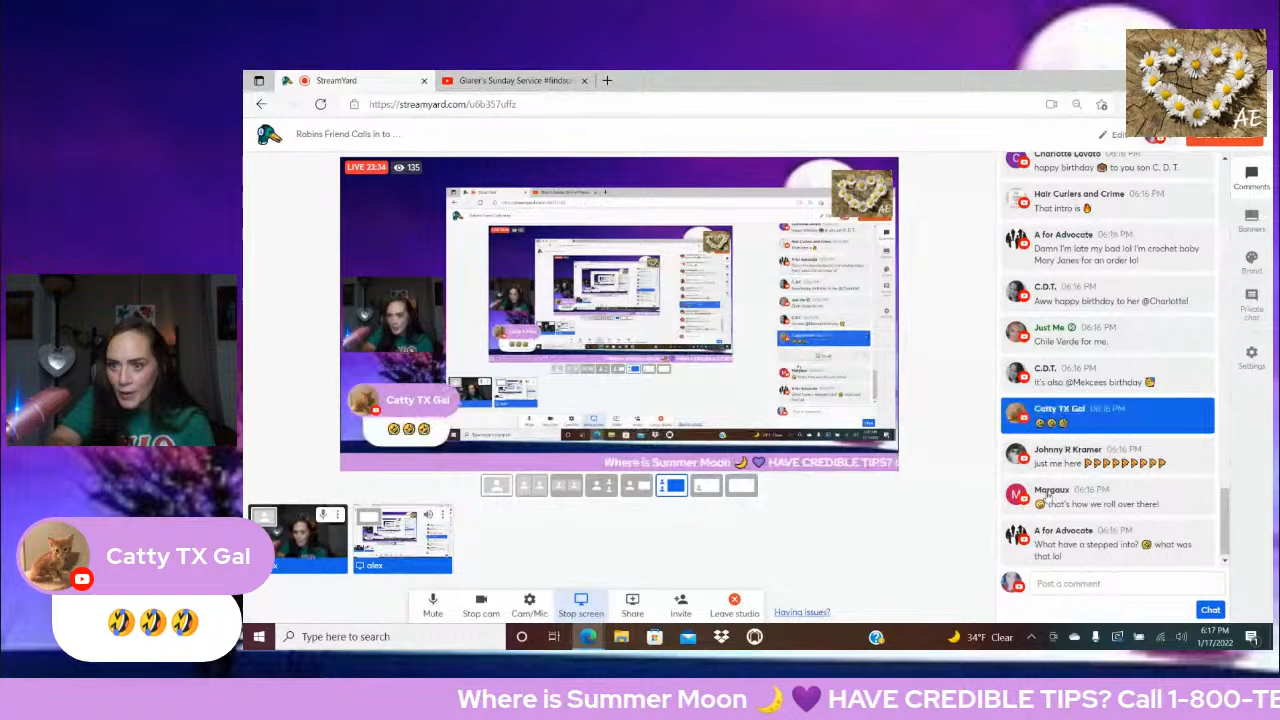 StreamYard
Glarer's Sunday Service #findsu
https://streamyard.com/u6b357uffz
Robins Friend Calls in to ...
Edi
AE
LIVE 23:34
135
Charlotte Lovato 06:16 PM
happy birthday to you son C. D. T.
Hair Curlers and Crime 06:16 PM
That intro is
A for Advocate 06:16 PM
Damn I'm late my bad lol I'm crochet baby
Mary Janes for an order lol
C.D.T. 06:16 PM
Aww happy birthday to her @Charlotte!
Just Me 06:16 PM
Chile Verde for me,
C.D.T. 06:16 PM
It's also @Mekcees birthday
Catty TX Gal 06:16 PM
🤣🤣🤣
Johnny R Kramer 06:16 PM
just me here
Margaux 06:16 PM
that's how we roll over there!
A for Advocate 06:16 PM
What have a stepped into? what was
that lol
Post a comment
Chat
Comments
Banners
Brand
Private
chat
Settings
AE
Catty TX Gal
🤣🤣🤣
Where is Summer Moon 🌙 💜 HAVE CREDIBLE TIPS? C
alex
Mute
Stop cam
Cam/Mic
Stop screen
Share
Invite
Leave studio
Having issues?
Type here to search
34°F Clear
6:17 PM
1/17/2022
Catty TX Gal
🤣🤣🤣
Where is Summer Moon 🌙 💜 HAVE CREDIBLE TIPS? Call 1-800-TE